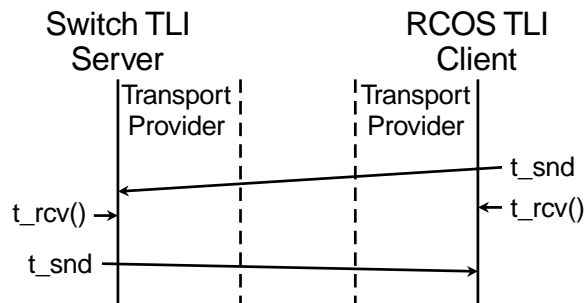 Switch TLI
Server
RCOS TLI
Client
Transport
Provider
Transport
Provider
t_snd
t_rcv()
t_rcv()
t_snd